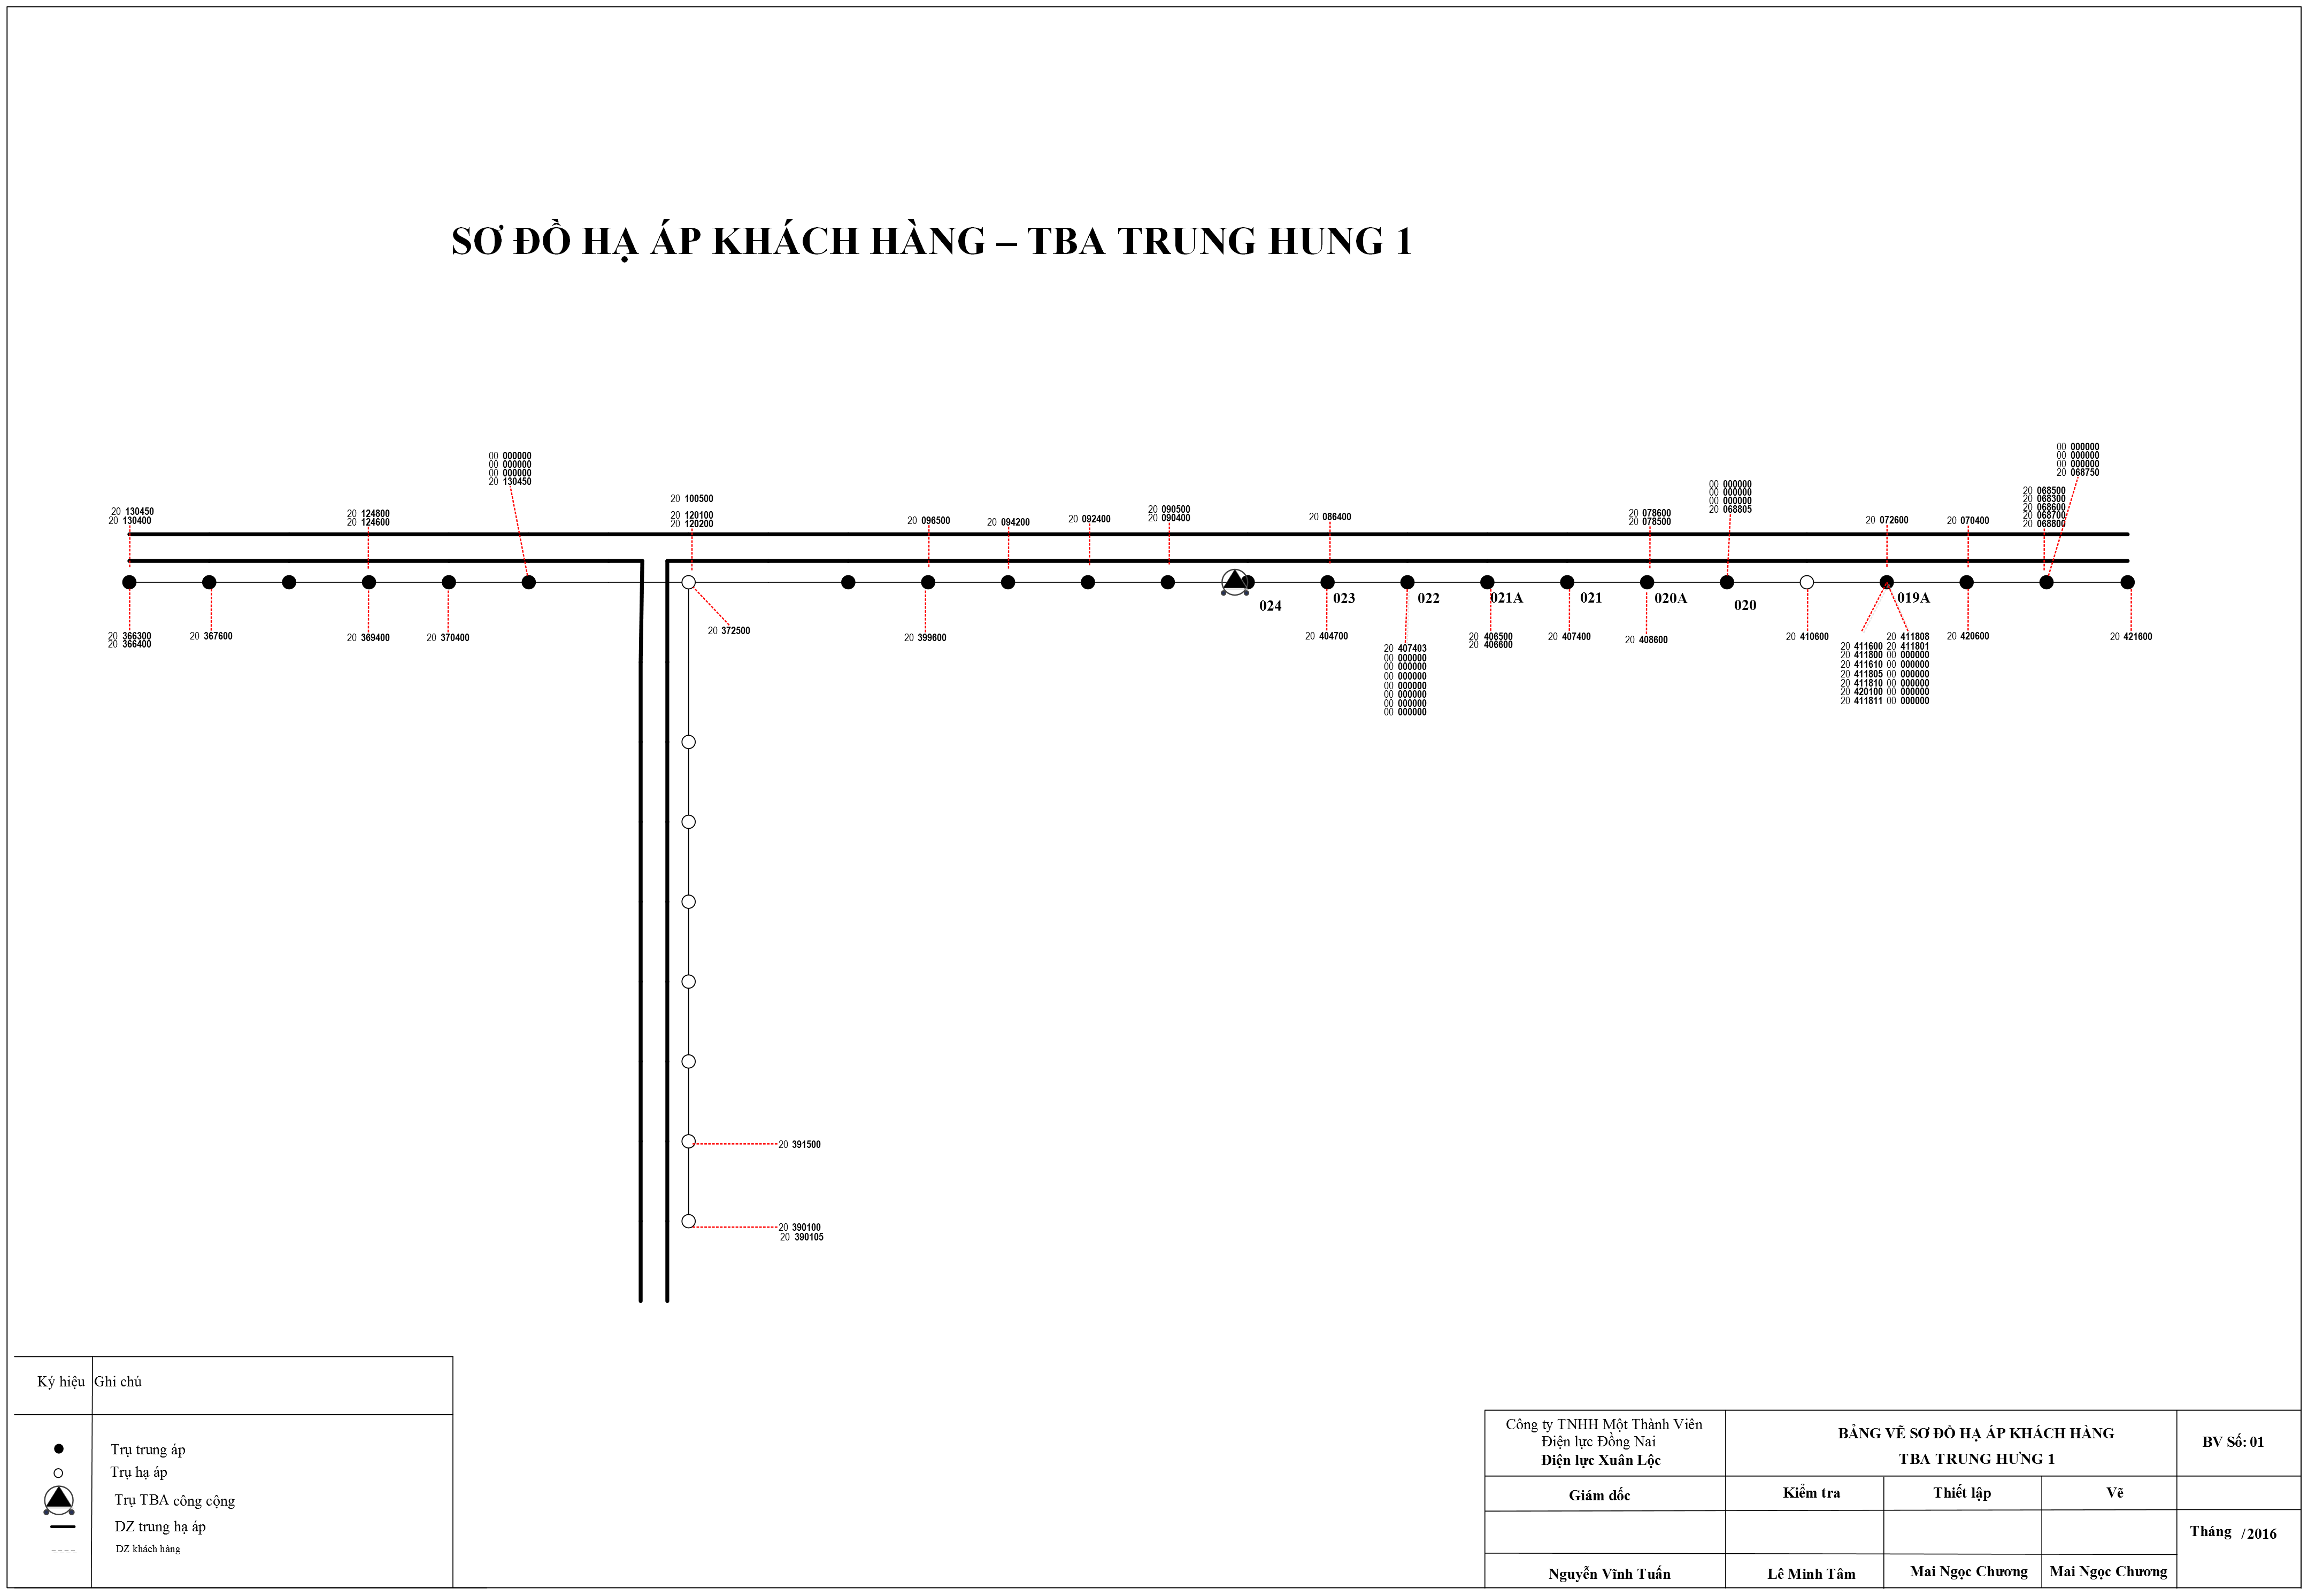 SƠ ĐỒ HẠ ÁP KHÁCH HÀNG – TBA TRUNG HƯNG 1
00 000000
00 000000
00 000000
20 130450
00 000000
00 000000
00 000000
20 068750
20 130450
20 130400
20 124800
20 124600
20 100500
20 120100
20 120200
20 096500
20 094200
20 092400
20 090500
20 090400
20 086400
20 078600
20 078500
00 000000
00 000000
00 000000
20 068805
20 072600
20 070400
20 068500
20 068300
20 068600
20 068700
20 068800
024
023
022
021A
021
020A
020
019A
20 366300
20 366400
20 367600
20 369400
20 370400
20 372500
20 399600
20 404700
20 407403
00 000000
00 000000
00 000000
00 000000
00 000000
00 000000
00 000000
20 406500
20 406600
20 407400
20 408600
20 410600
20 411808
20 411600 20 411801
20 411800 00 000000
20 411610 00 000000
20 411805 00 000000
20 411810 00 000000
20 420100 00 000000
20 411811 00 000000
20 420600
20 421600
20 391500
20 390100
20 390105
Ký hiệu Ghi chú
Trụ trung áp
Trụ hạ áp
Trụ TBA công cộng
DZ trung hạ áp
DZ khách hàng
Công ty TNHH Một Thành Viên
Điện lực Đồng Nai
Điện lực Xuân Lộc
BẢNG VẼ SƠ ĐỒ HẠ ÁP KHÁCH HÀNG
TBA TRUNG HƯNG 1
BV Số: 01
Giám đốc
Kiểm tra
Thiết lập
Vẽ
Tháng /2016
Nguyễn Vĩnh Tuấn
Lê Minh Tâm
Mai Ngọc Chương
Mai Ngọc Chương